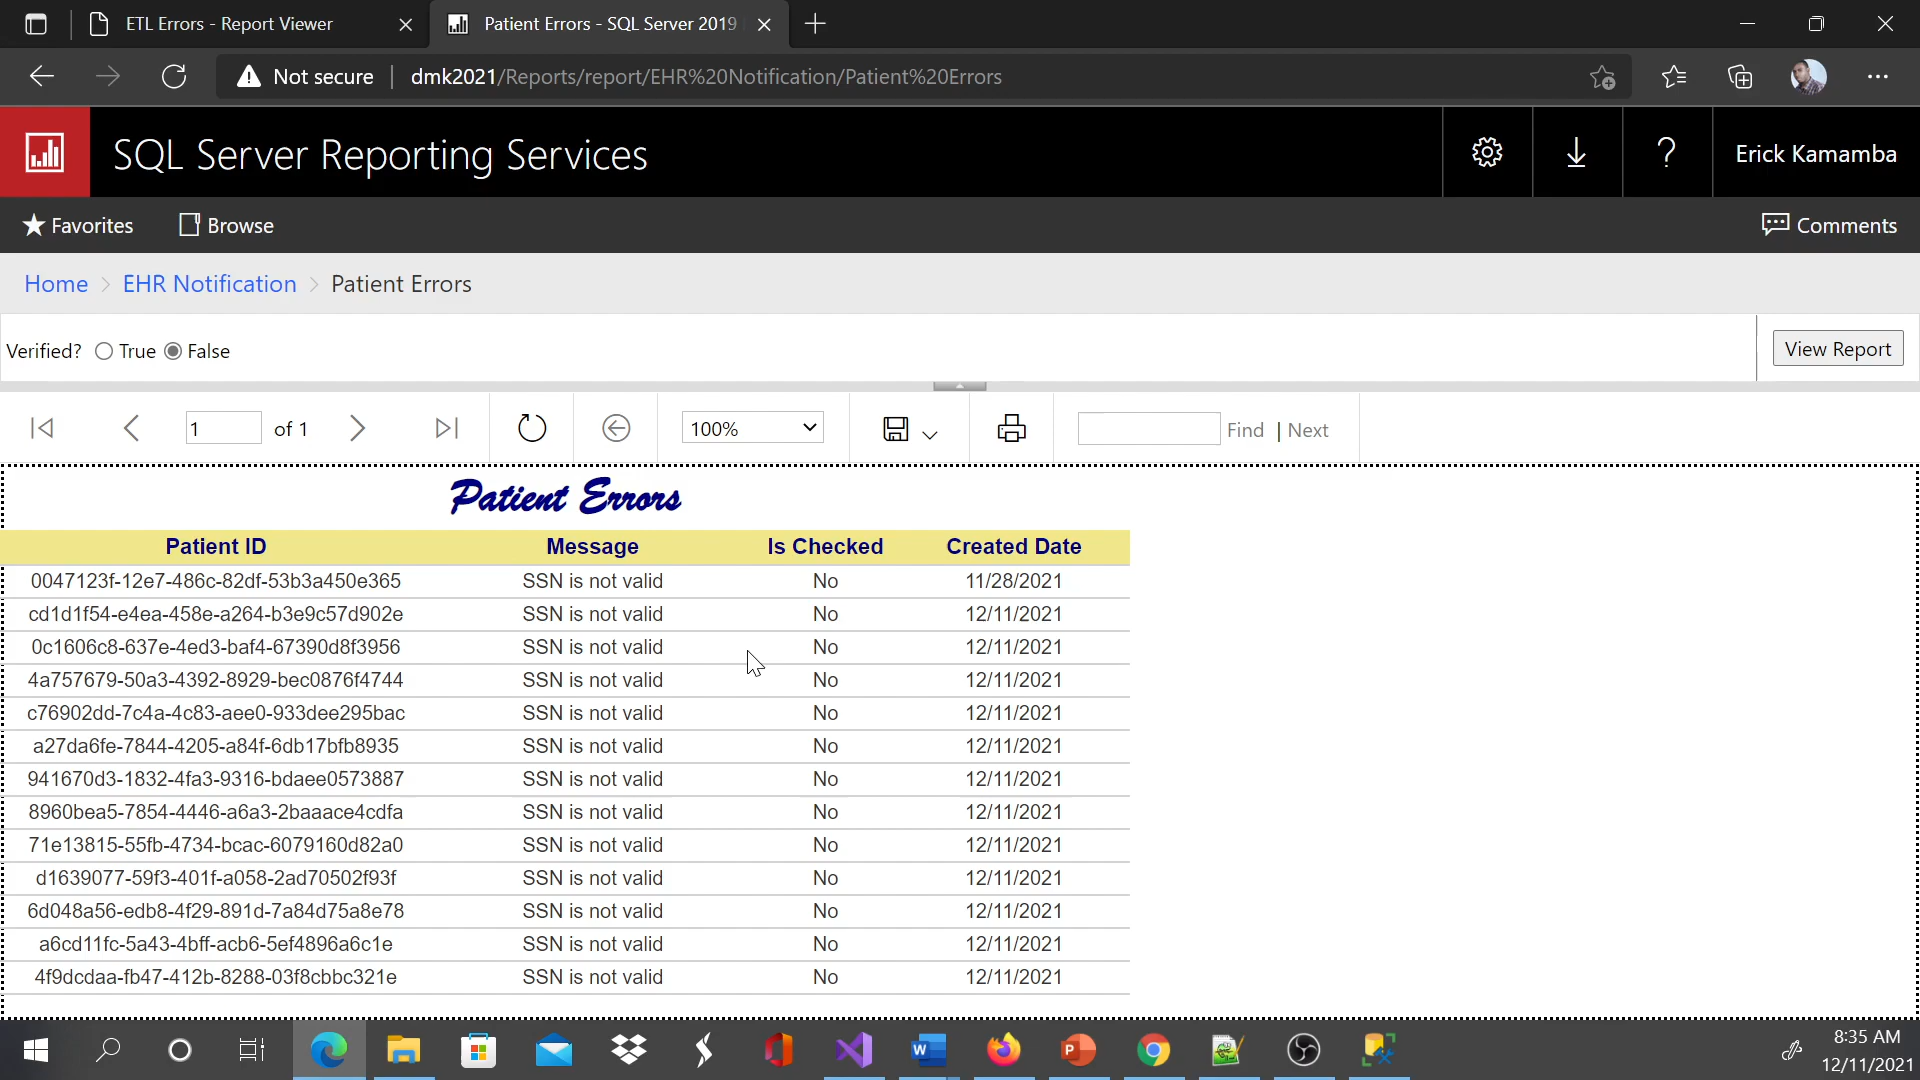 ETL Errors - Report Viewer
Patient Errors - SQL Server 2019
Not secure
dmk2021/Reports/report/EHR%20Notification/Patient%20Errors
SQL Server Reporting Services
Erick Kamamba
Favorites
Browse
Comments
Home > EHR Notification > Patient Errors
Verified? True False
View Report
1 of 1
100%
Find | Next
Patient Errors
Patient ID Message Is Checked Created Date
0047123f-12e7-486c-82df-53b3a450e365 SSN is not valid No 11/28/2021
cd1d1f54-e4ea-458e-a264-b3e9c57d902e SSN is not valid No 12/11/2021
0c1606c8-637e-4ed3-baf4-67390d8f3956 SSN is not valid No 12/11/2021
4a757679-50a3-4392-8929-bec0876f4744 SSN is not valid No 12/11/2021
c76902dd-7c4a-4c83-aee0-933dee295bac SSN is not valid No 12/11/2021
a27da6fe-7844-4205-a84f-6db17bfb8935 SSN is not valid No 12/11/2021
941670d3-1832-4fa3-9316-bdaee0573887 SSN is not valid No 12/11/2021
8960bea5-7854-4446-a6a3-2baaace4cdfa SSN is not valid No 12/11/2021
71e13815-55fb-4734-bcac-6079160d82a0 SSN is not valid No 12/11/2021
d1639077-59f3-401f-a058-2ad70502f93f SSN is not valid No 12/11/2021
6d048a56-edb8-4f29-891d-7a84d75a8e78 SSN is not valid No 12/11/2021
a6cd11fc-5a43-4bff-acb6-5ef4896a6c1e SSN is not valid No 12/11/2021
4f9dcdaa-fb47-412b-8288-03f8cbbc321e SSN is not valid No 12/11/2021
8:35 AM
12/11/2021